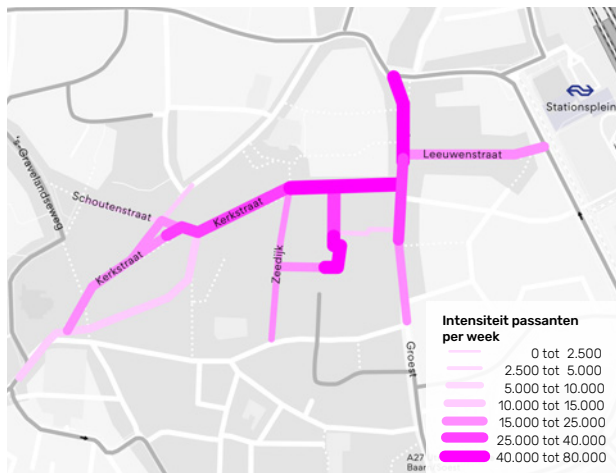 Stationsplein
Leeuwenstraat
's-Gravelandseweg
Schoutenstraat
Kerkstraat
Kerkstraat
Zeedijk
Groest
A27
Intensiteit passanten
per week
0 tot 2.500
2.500 tot 5.000
5.000 tot 10.000
10.000 tot 15.000
15.000 tot 25.000
25.000 tot 40.000
40.000 tot 80.000